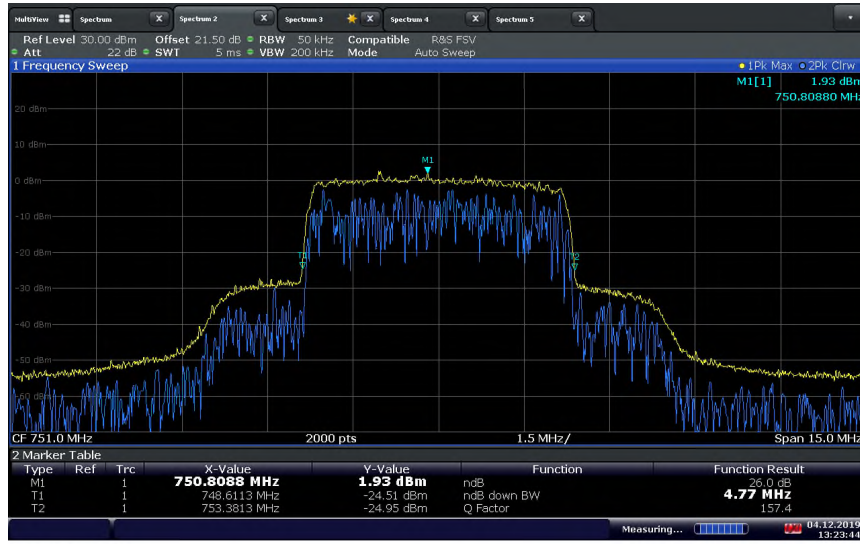 MultiView Spectrum X Spectrum 2 X Spectrum 3 X Spectrum 4 X Spectrum 5 X
Ref Level 30.00 dBm Offset 21.50 dB RBW 50 kHz Compatible R&S FSV
Att 22 dB SWT 5 ms VBW 200 kHz Mode Auto Sweep
1 Frequency Sweep 1Pk Max 2Pk Clrw
M1[1] 1.93 dBm
750.80880 MHz
20 dBm
10 dBm
M1
0 dBm
-10 dBm
-20 dBm
T1 T2
-30 dBm
-40 dBm
-50 dBm
-60 dBm
CF 751.0 MHz 2000 pts 1.5 MHz/ Span 15.0 MHz
2 Marker Table
Type Ref Trc X-Value Y-Value Function Function Result
M1 1 750.8088 MHz 1.93 dBm ndB 26.0 dB
T1 1 748.6113 MHz -24.51 dBm ndB down BW 4.77 MHz
T2 1 753.3813 MHz -24.95 dBm Q Factor 157.4
Measuring... 04.12.2019
13:23:44